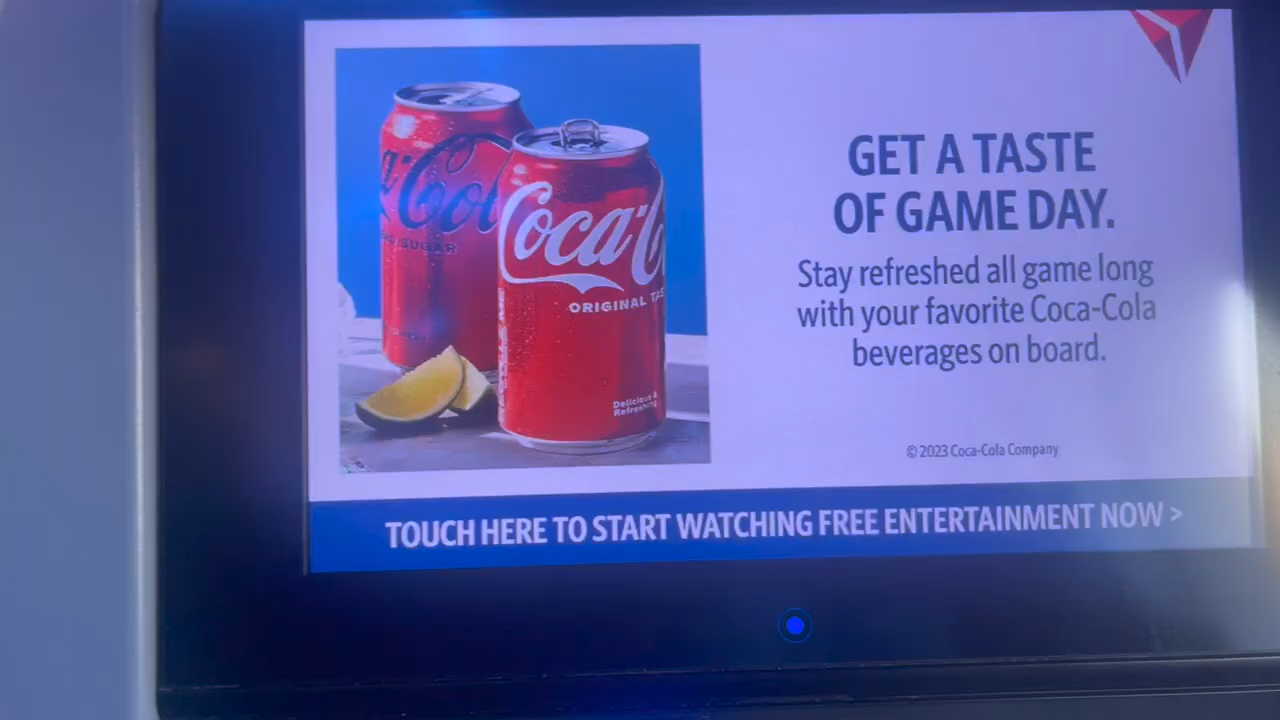 Coca-Cola
GET A TASTE
OF GAME DAY.
Stay refreshed all game long
with your favorite Coca-Cola
beverages on board.
ORIGINAL
SUGAR
Delicious &
Refreshing
© 2023 Coca-Cola Company
TOUCH HERE TO START WATCHING FREE ENTERTAINMENT NOW >